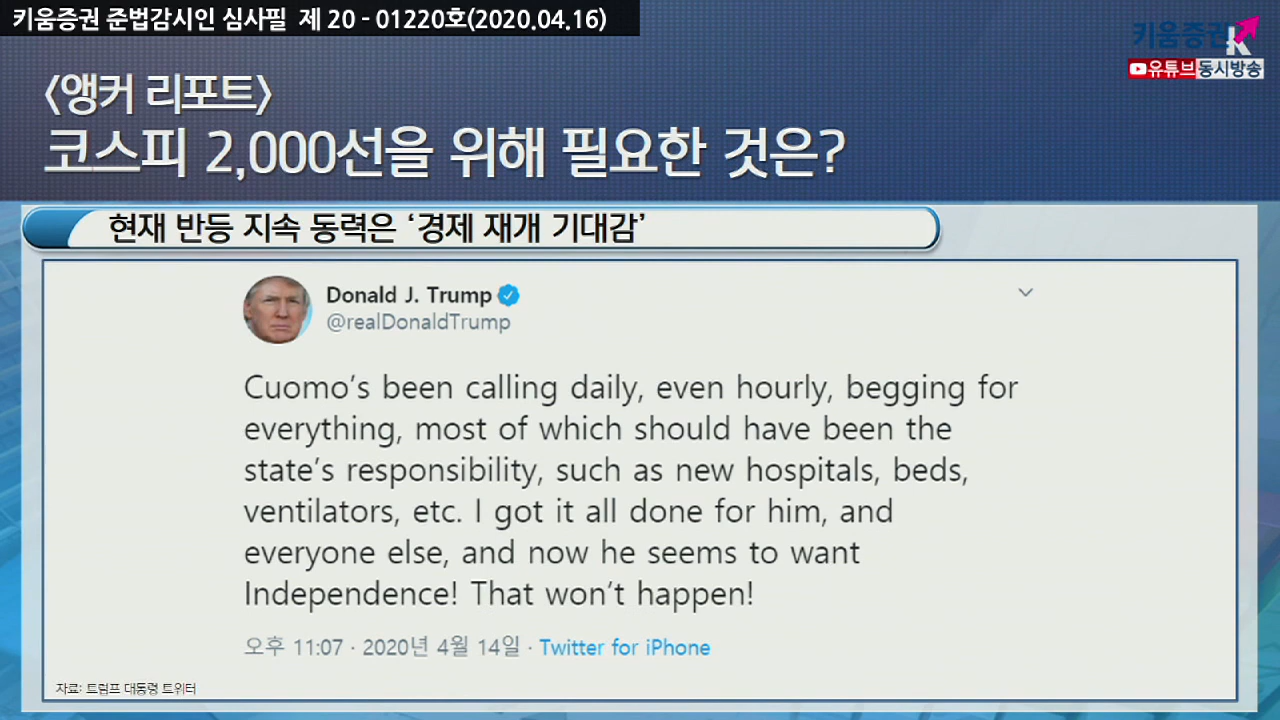 키움증권 준법감시인 심사필 제 20 - 01220호(2020.04.16)
키움증권
유튜브 동시방송
<앵커 리포트>
코스피 2,000선을 위해 필요한 것은?
현재 반등 지속 동력은 ‘경제 재개 기대감’
Donald J. Trump
@realDonaldTrump
Cuomo’s been calling daily, even hourly, begging for
everything, most of which should have been the
state’s responsibility, such as new hospitals, beds,
ventilators, etc. I got it all done for him, and
everyone else, and now he seems to want
Independence! That won’t happen!
오후 11:07 · 2020년 4월 14일 · Twitter for iPhone
자료: 트럼프 대통령 트위터